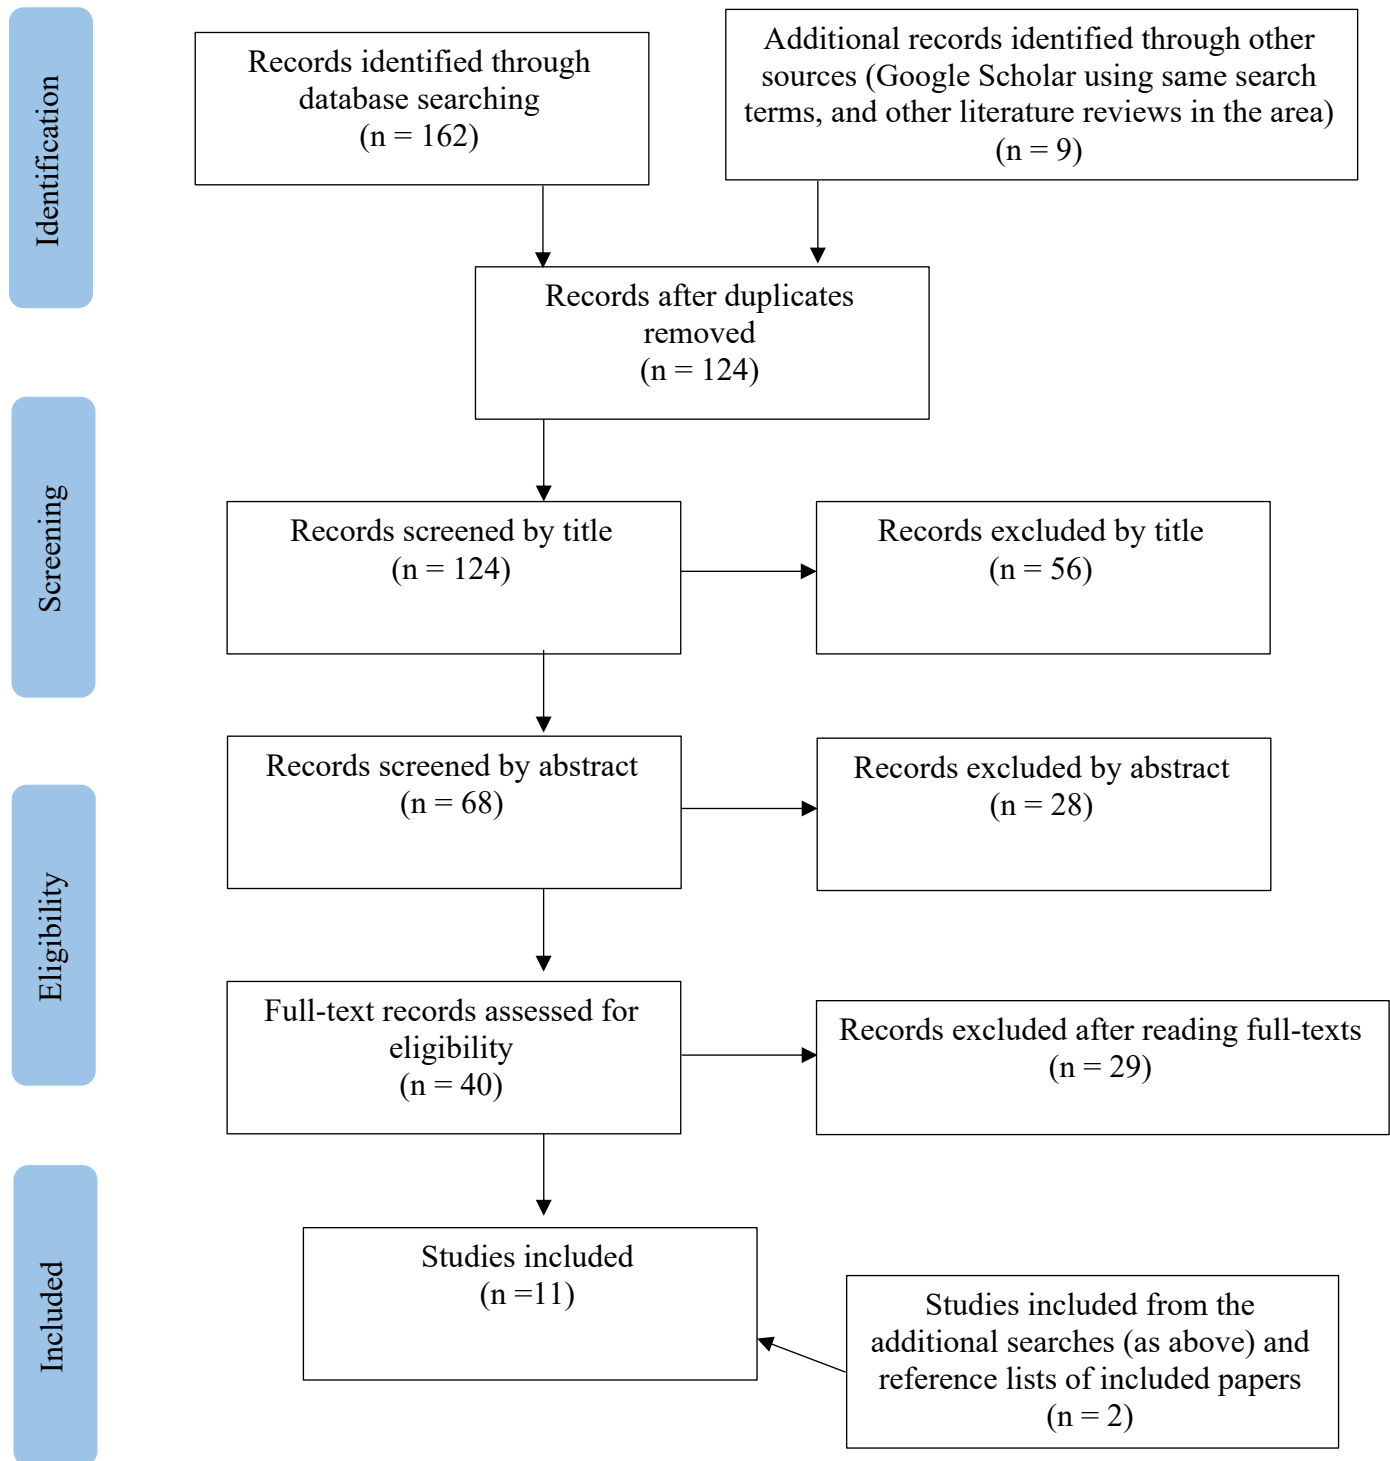 Identification
Records identified through
database searching
(n = 162)
Additional records identified through other
sources (Google Scholar using same search
terms, and other literature reviews in the area)
(n = 9)
Records after duplicates
removed
(n = 124)
Screening
Records screened by title
(n = 124)
Records excluded by title
(n = 56)
Records screened by abstract
(n = 68)
Records excluded by abstract
(n = 28)
Eligibility
Full-text records assessed for
eligibility
(n = 40)
Records excluded after reading full-texts
(n = 29)
Included
Studies included
(n =11)
Studies included from the
additional searches (as above) and
reference lists of included papers
(n = 2)